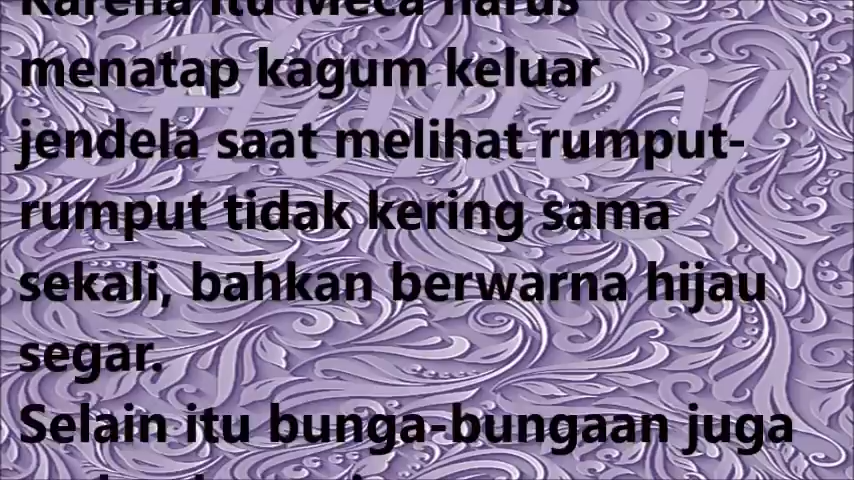 Karena itu Meca harus
menatap kagum keluar
jendela saat melihat rumput-
rumput tidak kering sama
sekali, bahkan berwarna hijau
segar.
Selain itu bunga-bungaan juga
Honey